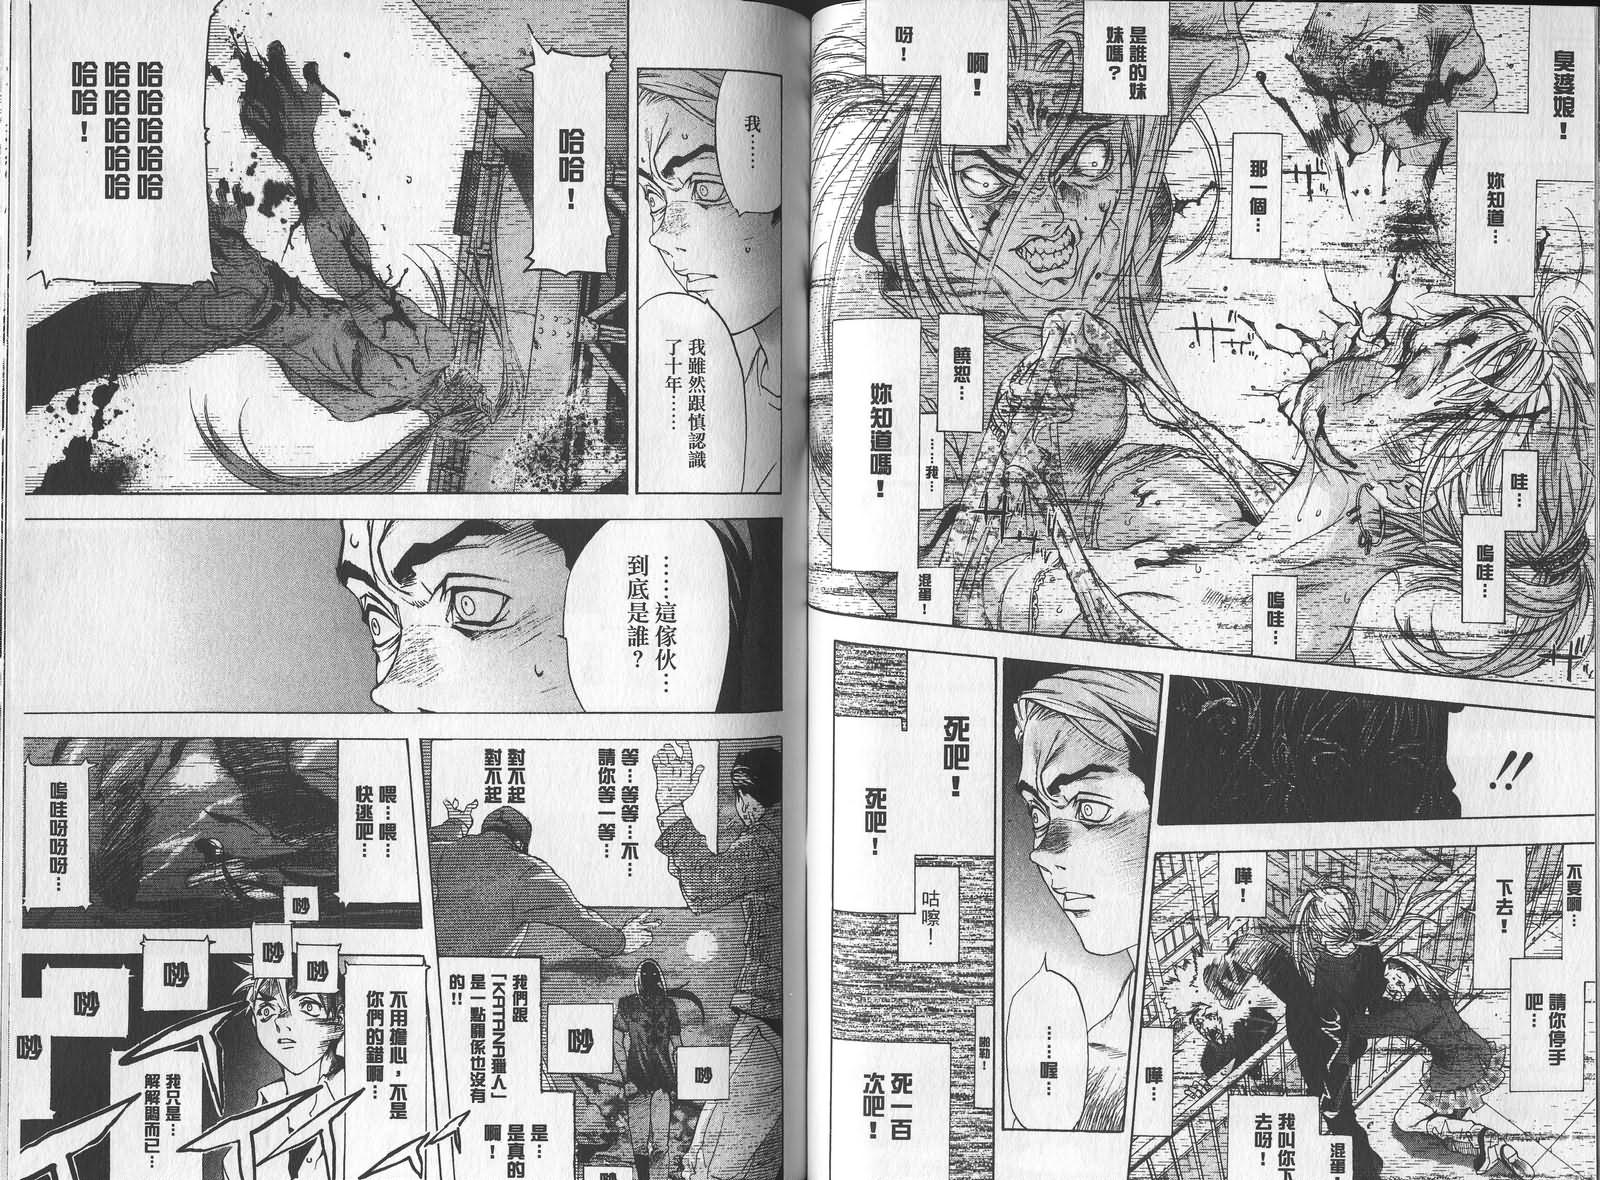 臭婆娘！
妳知道…
是誰的妹
妹嗎？
啊！
呀！
那一個…
饒恕…
妳知道嗎！
……我…
混蛋！
哇…
嗚哇…
嗚哇…
!!
死吧！
死吧！
咕嚓！
…喔…
啪勒！
死一百
次吧！
不要啊…
下去！
嘩！
請你停手
吧…
嘩…
我叫你下
去呀！
混蛋！
我……
我雖然跟慎認識
了十年……
哈哈！
哈哈哈哈哈
哈哈哈哈哈
哈哈！
……這傢伙…
到底是誰？
等…等等…不…
請你等一等…
對不起
對不起
我們跟
「KATANA獵人」
是一點關係也沒有
的!!
是…
是真的
啊！
喂…喂…
快逃吧…
嗚哇呀呀呀…
吵
吵
吵
吵
吵
吵
吵
吵
吵
不用擔心，不是
你們的錯啊…
我只是…
解解悶而已…